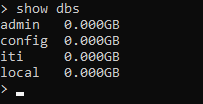 > show dbs
admin   0.000GB
config  0.000GB
iti     0.000GB
local   0.000GB
>